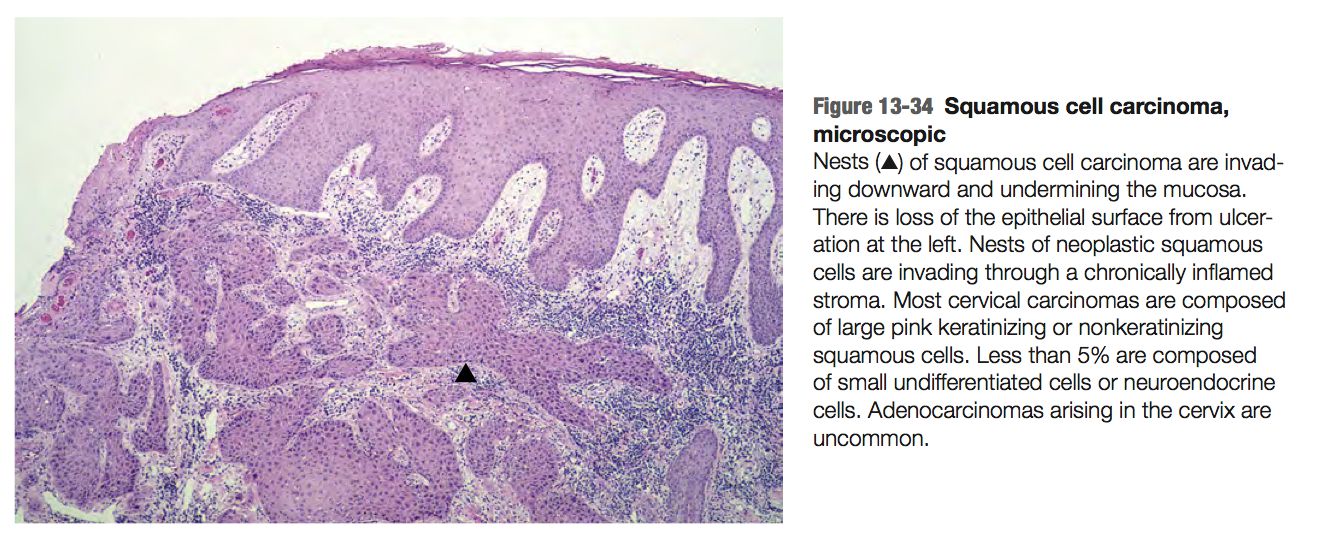 Figure 13-34 Squamous cell carcinoma,
microscopic
Nests (▲) of squamous cell carcinoma are invad-
ing downward and undermining the mucosa.
There is loss of the epithelial surface from ulcer-
ation at the left. Nests of neoplastic squamous
cells are invading through a chronically inflamed
stroma. Most cervical carcinomas are composed
of large pink keratinizing or nonkeratinizing
squamous cells. Less than 5% are composed
of small undifferentiated cells or neuroendocrine
cells. Adenocarcinomas arising in the cervix are
uncommon.